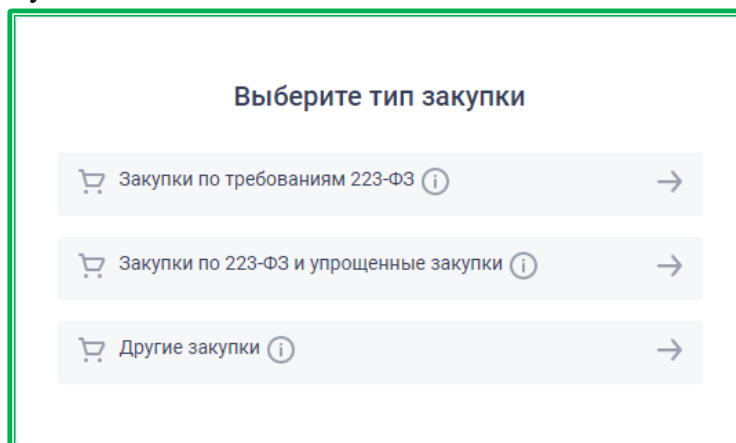 Выберите тип закупки
Закупки по требованиям 223-ФЗ
Закупки по 223-ФЗ и упрощенные закупки
Другие закупки